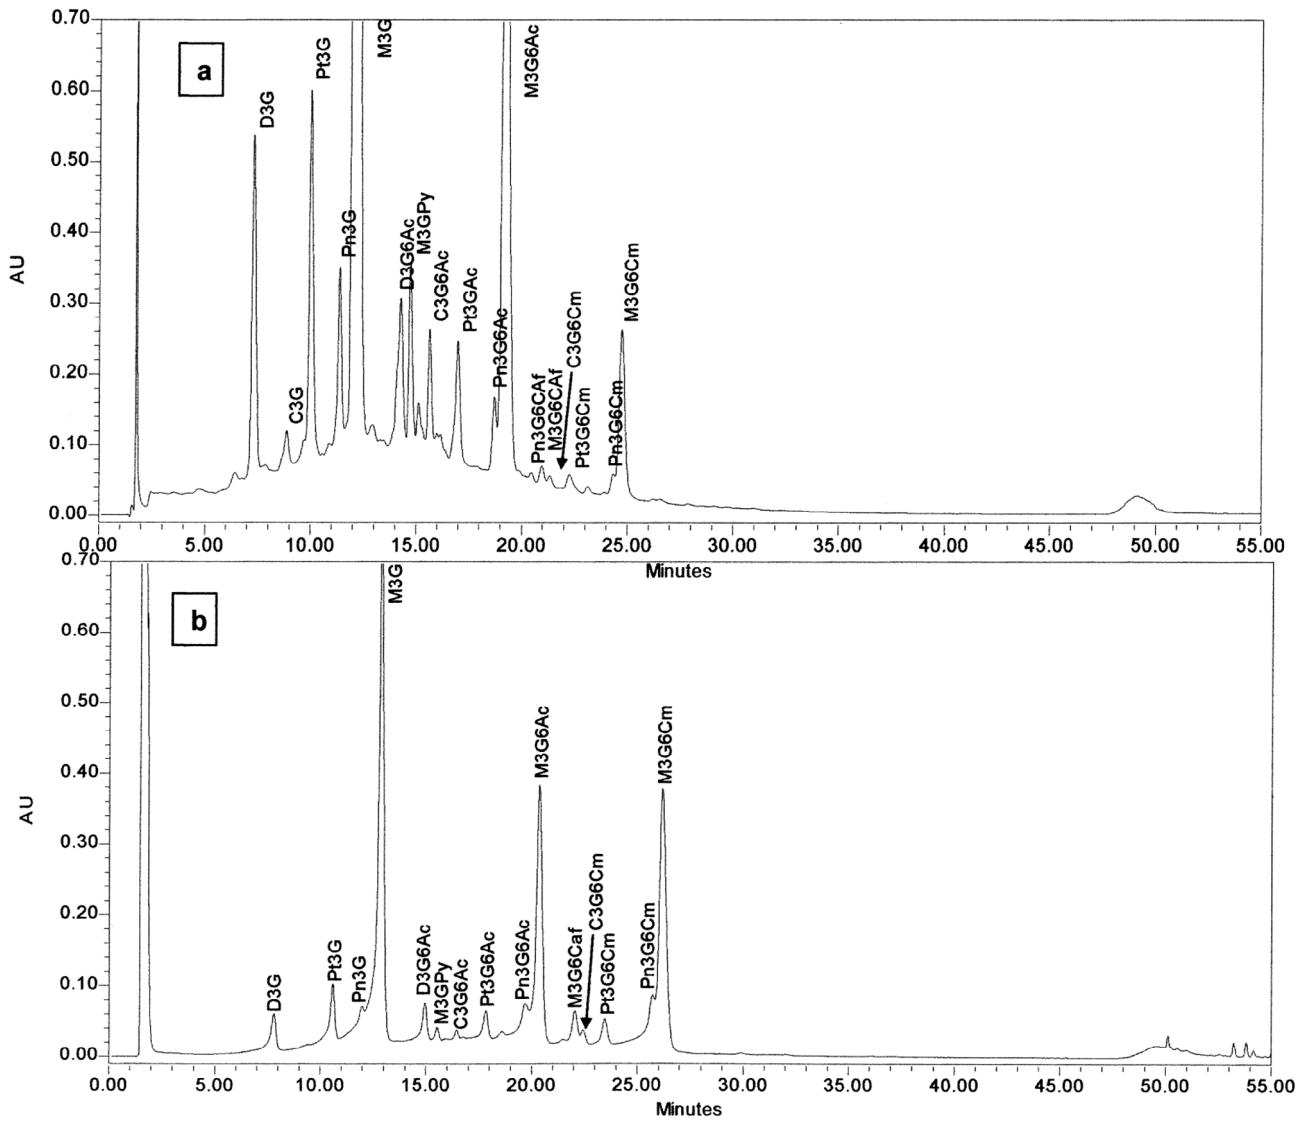 0.70
0.60
0.50
0.40
0.30
0.20
0.10
0.00
AU
a
D3G
C3G
Pt3G
Pn3G
M3G
D3G6Ac
M3GPy
C3G6Ac
Pt3GAc
Pn3G6Ac
M3G6Ac
Pn3G6CAf
M3G6CAf
C3G6Cm
Pt3G6Cm
Pn3G6Cm
M3G6Cm
0.00 5.00 10.00 15.00 20.00 25.00 30.00 35.00 40.00 45.00 50.00 55.00
Minutes
0.70
0.60
0.50
0.40
0.30
0.20
0.10
0.00
AU
b
D3G
Pt3G
Pn3G
M3G
D3G6Ac
M3GPy
C3G6Ac
Pt3G6Ac
Pn3G6Ac
M3G6Ac
M3G6Caf
C3G6Cm
Pt3G6Cm
Pn3G6Cm
M3G6Cm
0.00 5.00 10.00 15.00 20.00 25.00 30.00 35.00 40.00 45.00 50.00 55.00
Minutes